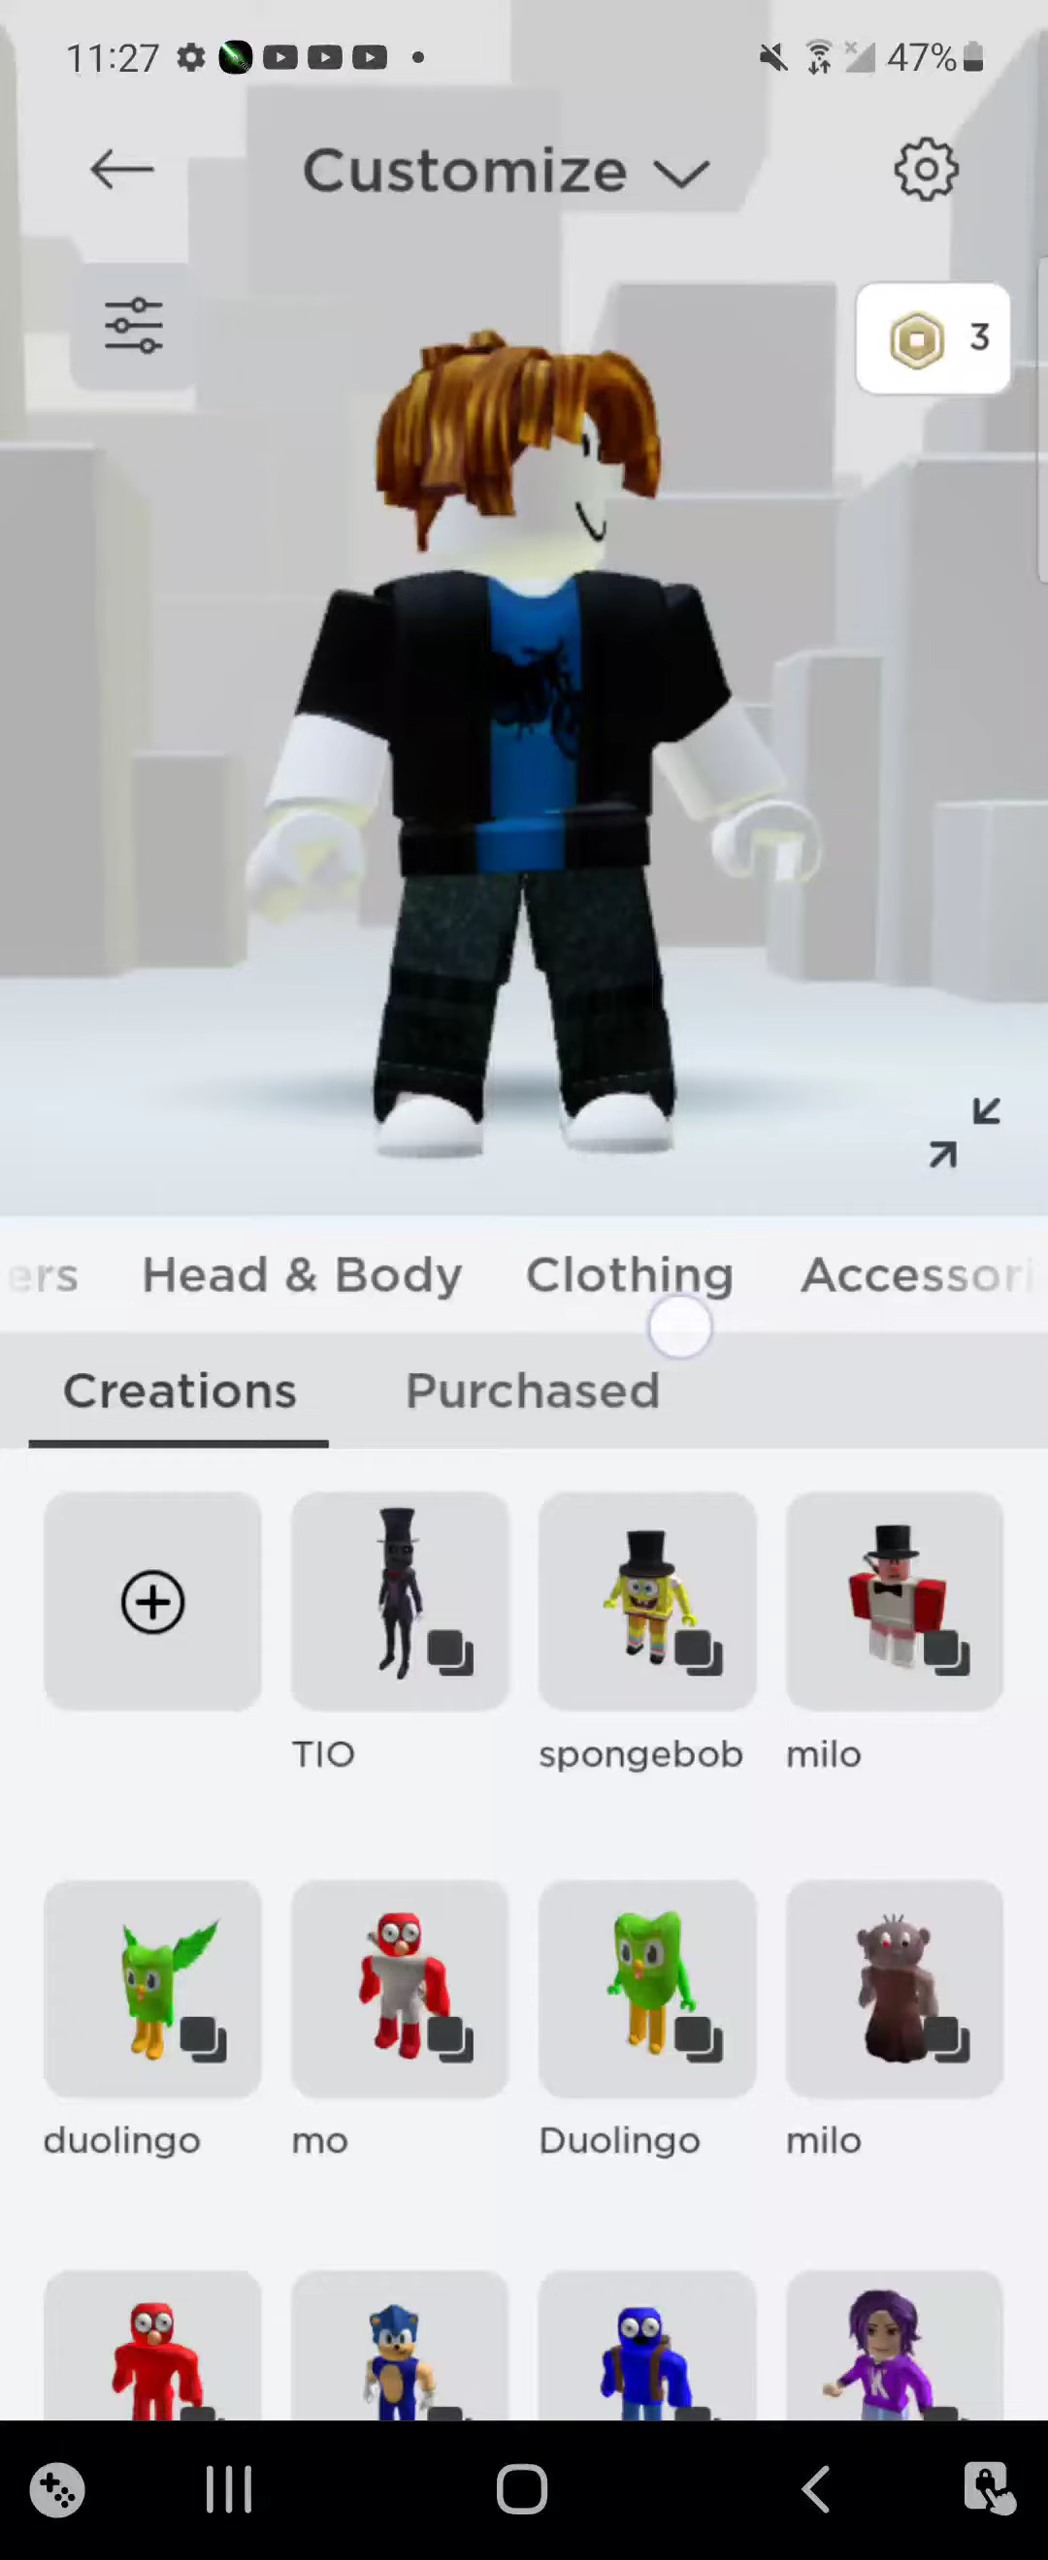 11:27 47%
Customize
3
ers Head & Body Clothing Accessori
Creations Purchased
TIO spongebob milo
duolingo mo Duolingo milo
K